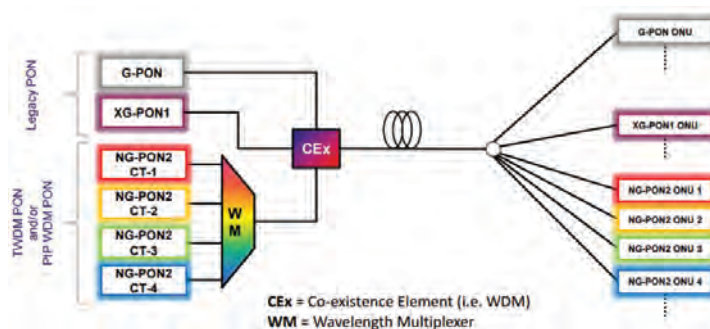 Legacy PON
G-PON
XG-PON1
TWDM PON
and/or
PtP WDM PON
NG-PON2
CT-1
NG-PON2
CT-2
NG-PON2
CT-3
NG-PON2
CT-4
WM
CEx
G-PON ONU
XG-PON1 ONU
NG-PON2 ONU 1
NG-PON2 ONU 2
NG-PON2 ONU 3
NG-PON2 ONU 4
CEx = Co-existence Element (i.e. WDM)
WM = Wavelength Multiplexer